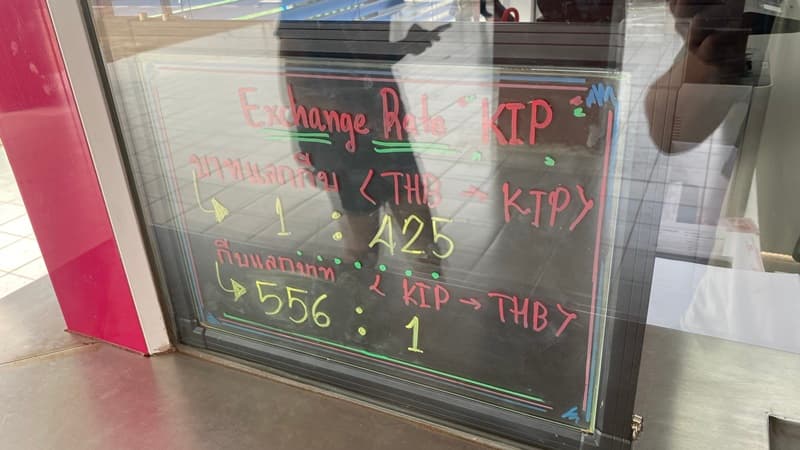 Exchange Rate "KIP"
บาทแลกกีบ <THB → KIP>
1 : 425
กีบแลกบาท <KIP → THB>
556 : 1